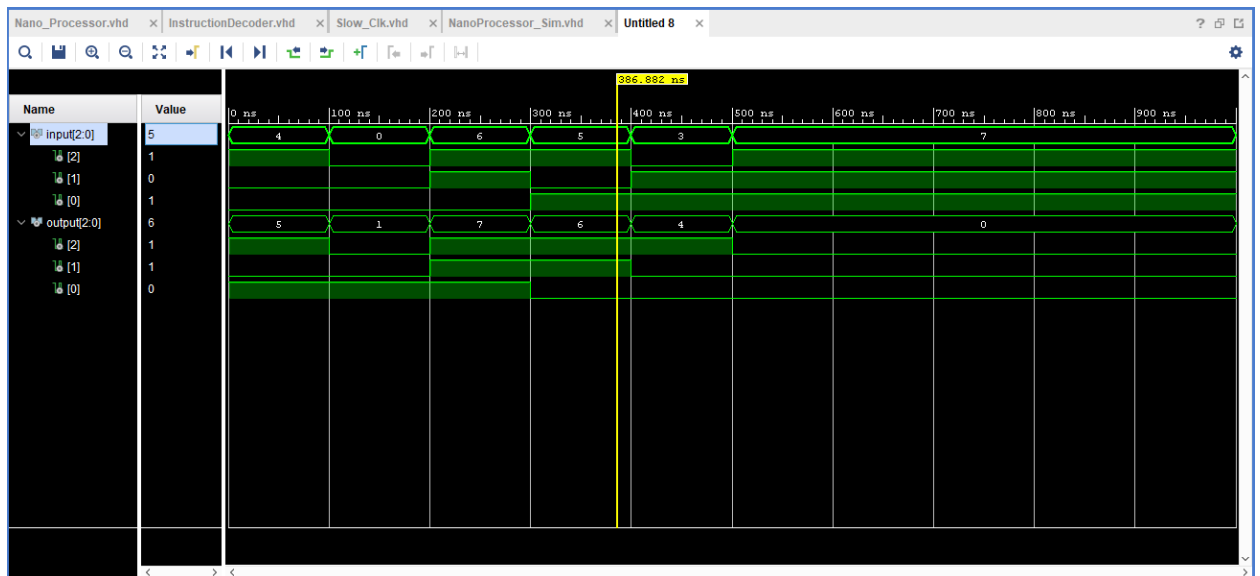 Nano_Processor.vhd × InstructionDecoder.vhd × Slow_Clk.vhd × NanoProcessor_Sim.vhd × Untitled 8 × ?
386.882 ns
Name Value 0 ns 100 ns 200 ns 300 ns 400 ns 500 ns 600 ns 700 ns 800 ns 900 ns
input[2:0] 5 4 0 6 5 3 7
[2] 1
[1] 0
[0] 1
output[2:0] 6 5 1 7 6 4 0
[2] 1
[1] 1
[0] 0